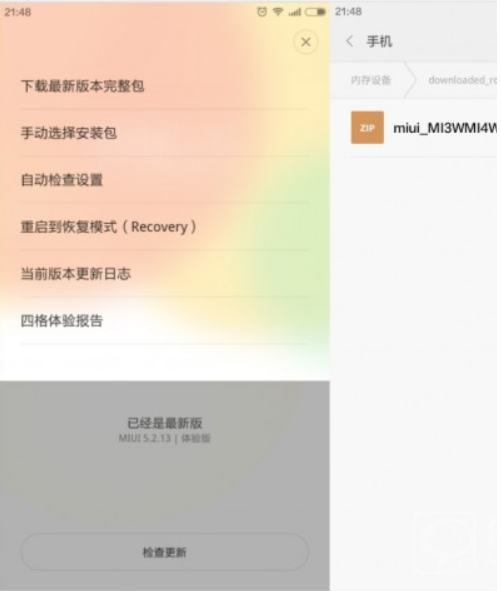 21:48
下载最新版本完整包
手动选择安装包
自动检查设置
重启到恢复模式（Recovery）
当前版本更新日志
四格体验报告
已经是最新版
MIUI 5.2.13 | 体验版
检查更新
21:48
手机
内存设备
downloaded_ro
ZIP
miui_MI3WMI4W